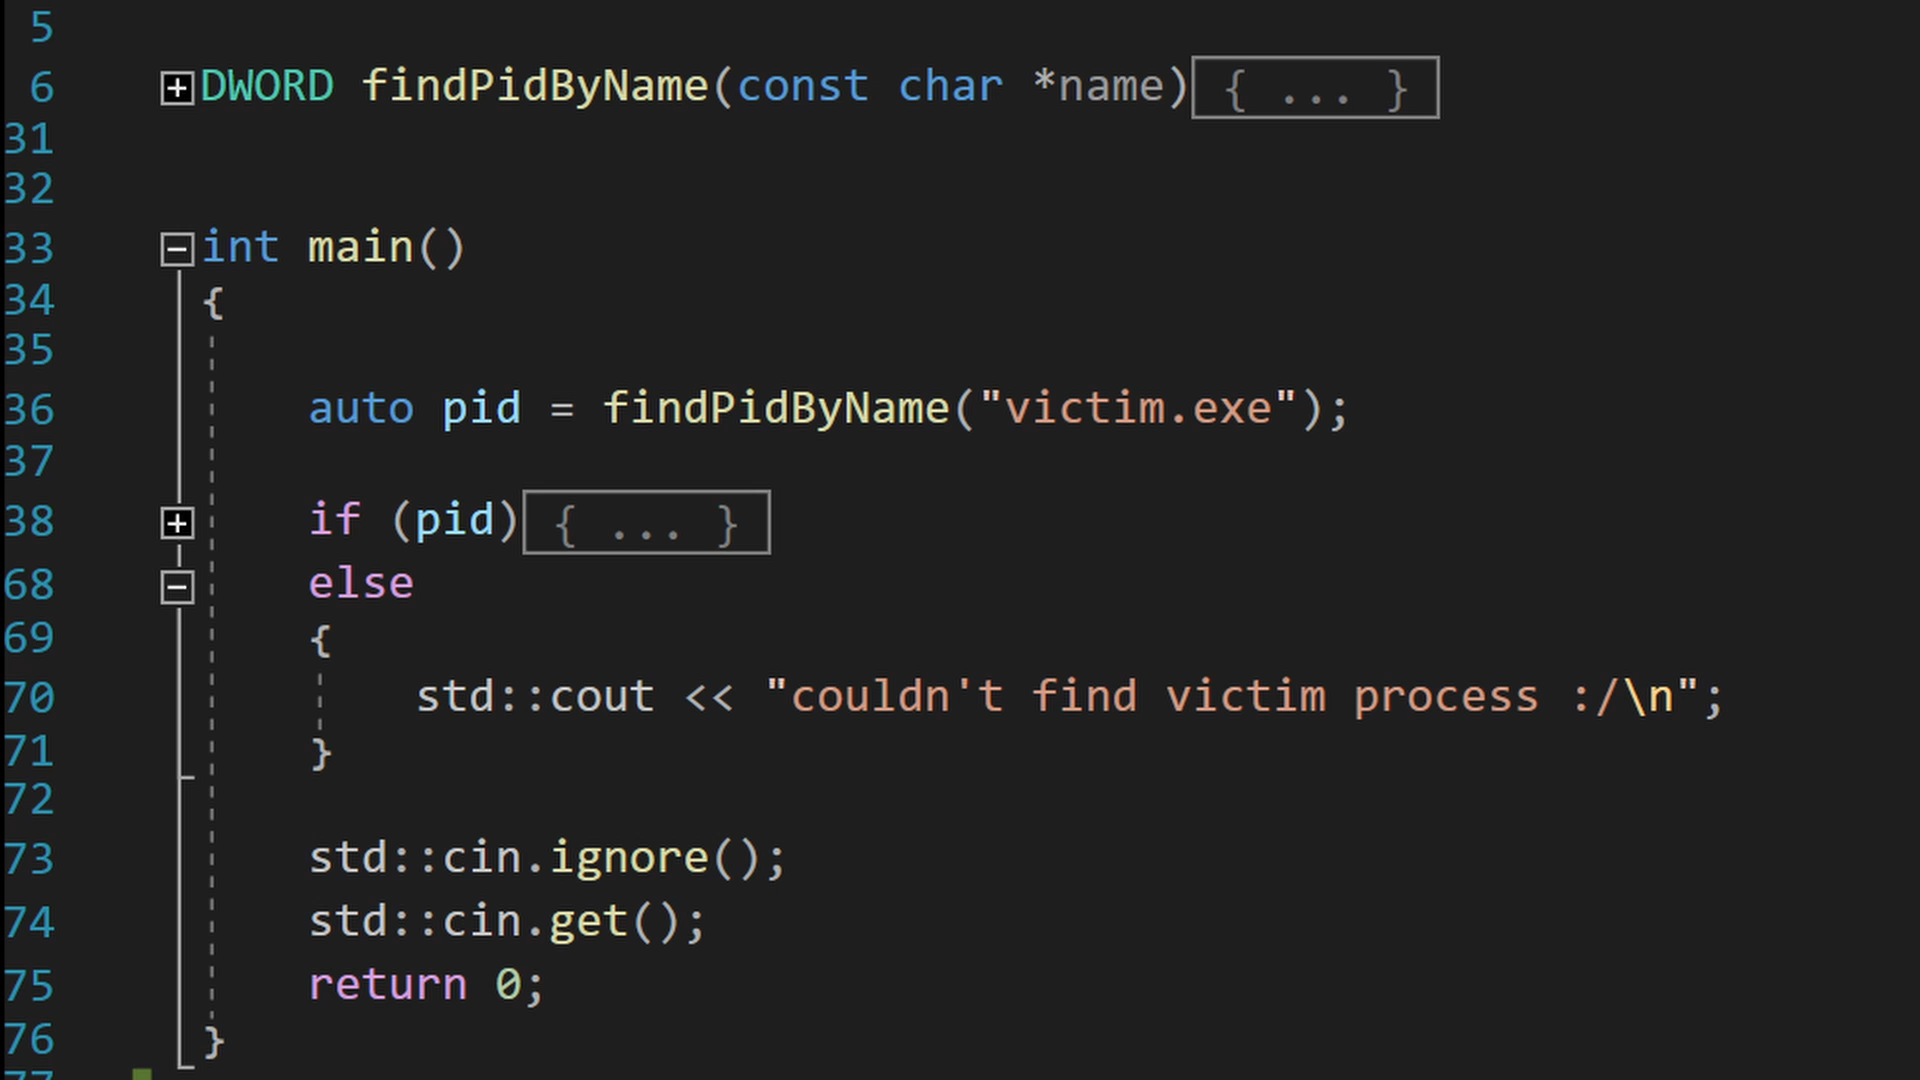 5
6 DWORD findPidByName(const char *name){ ... }
31
32
33 int main()
34 {
35
36 auto pid = findPidByName("victim.exe");
37
38 if (pid){ ... }
68 else
69 {
70 std::cout << "couldn't find victim process :/\n";
71 }
72
73 std::cin.ignore();
74 std::cin.get();
75 return 0;
76 }
77